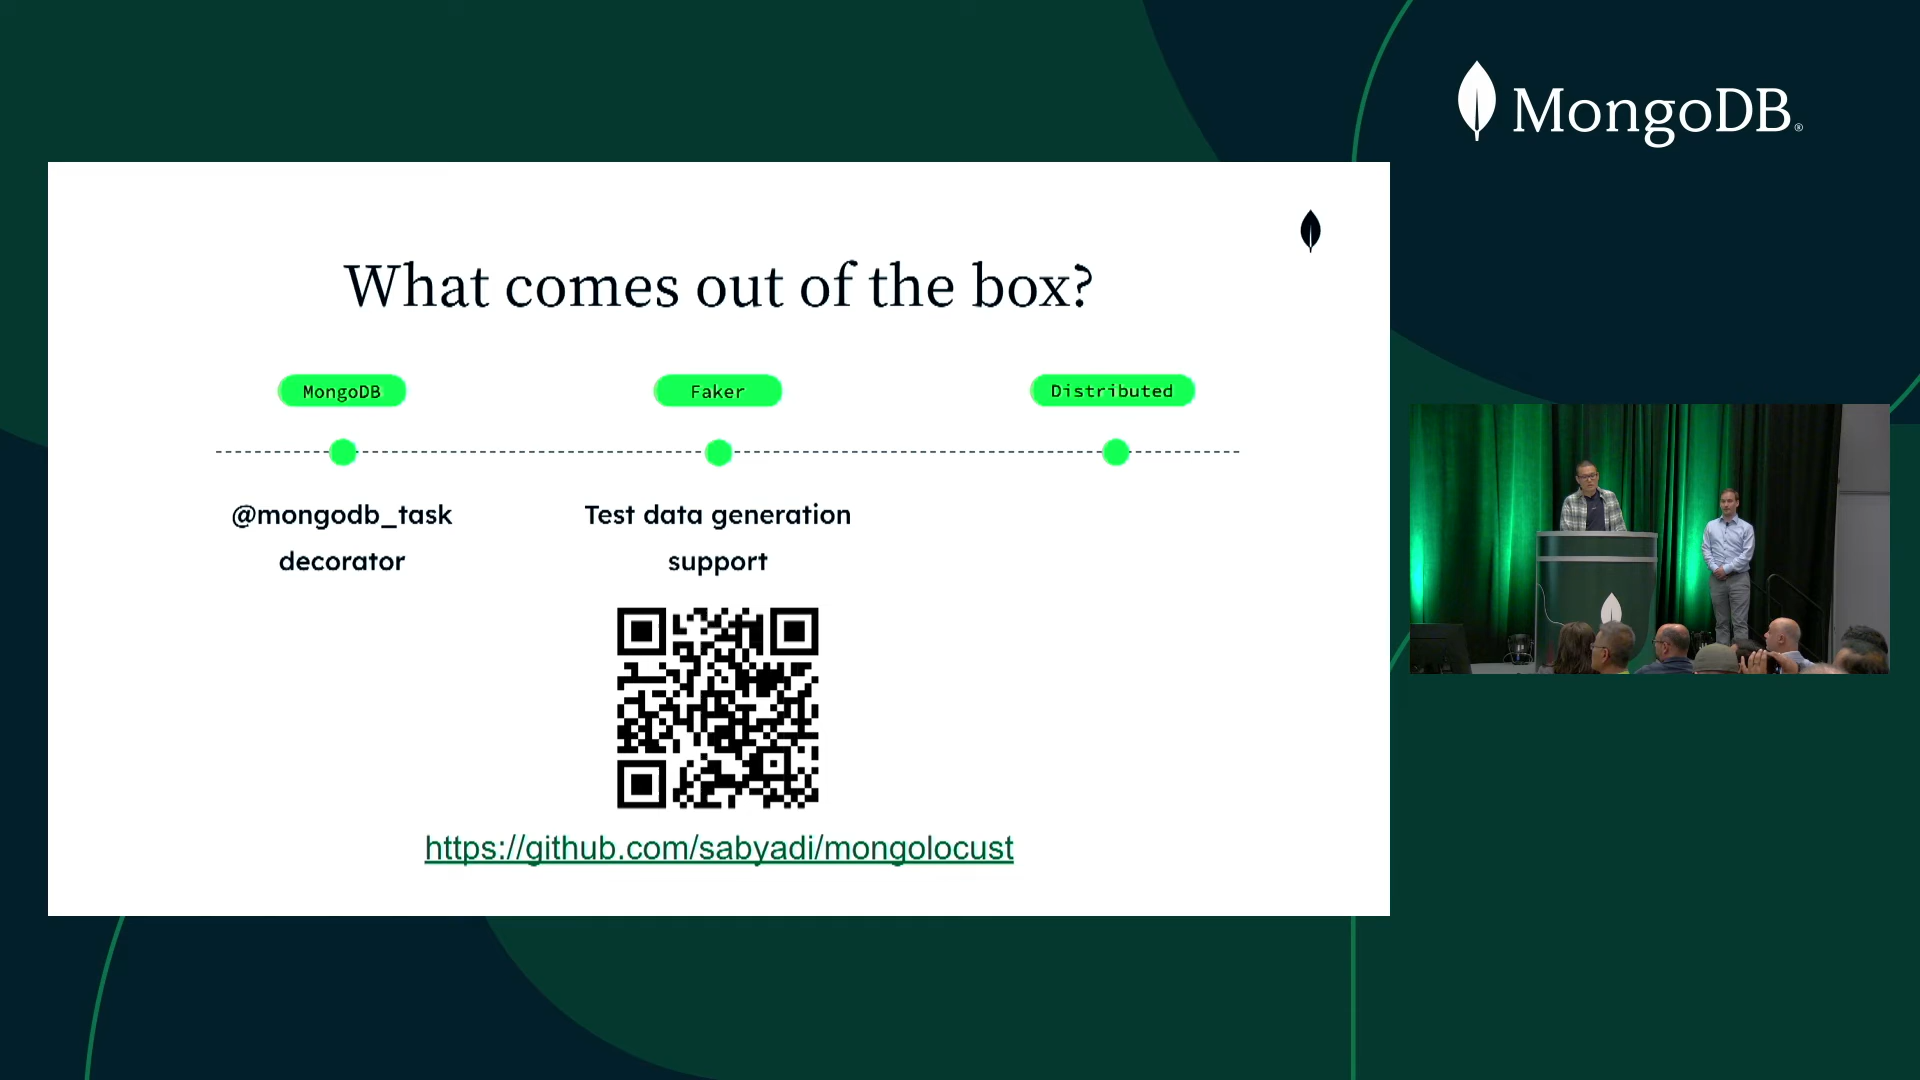 MongoDB®
What comes out of the box?
MongoDB
Faker
Distributed
@mongodb_task
decorator
Test data generation
support
https://github.com/sabyadi/mongolocust